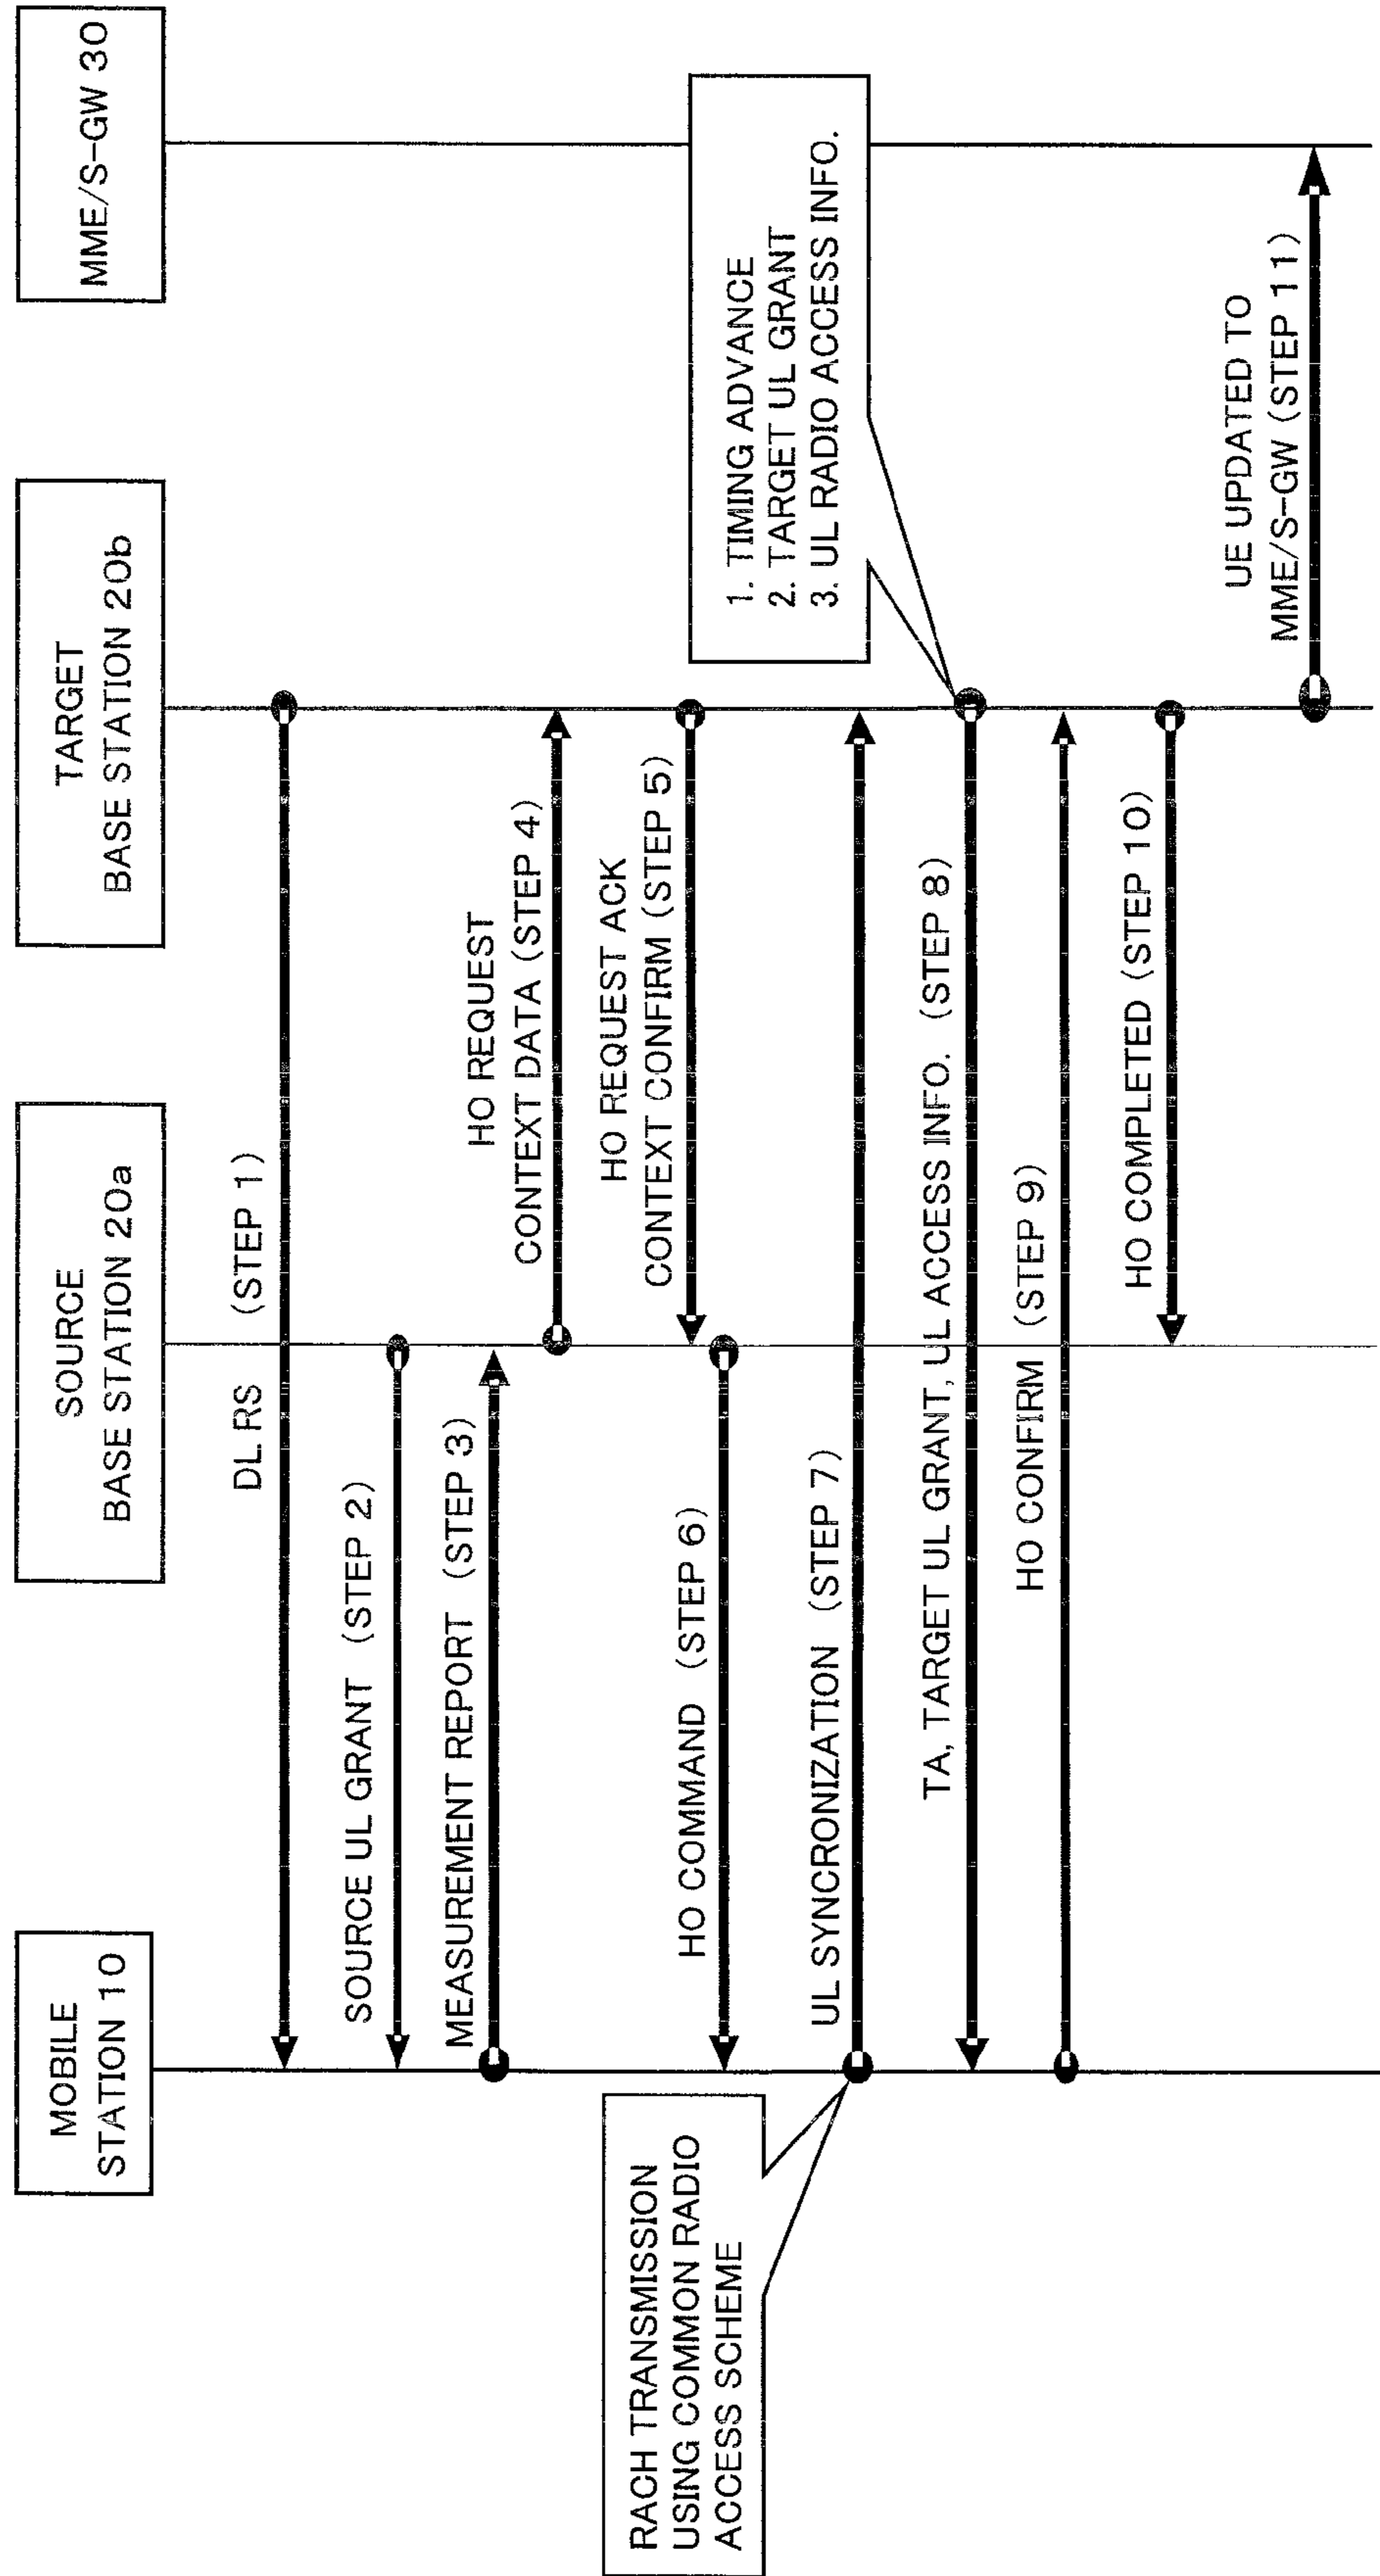 MOBILE
STATION 10
SOURCE
BASE STATION 20a
TARGET
BASE STATION 20b
MME/S-GW 30
DL RS (STEP 1)
SOURCE UL GRANT (STEP 2)
MEASUREMENT REPORT (STEP 3)
HO REQUEST
CONTEXT DATA (STEP 4)
HO REQUEST ACK
CONTEXT CONFIRM (STEP 5)
HO COMMAND (STEP 6)
RACH TRANSMISSION
USING COMMON RADIO
ACCESS SCHEME
UL SYNCRONIZATION (STEP 7)
1. TIMING ADVANCE
2. TARGET UL GRANT
3. UL RADIO ACCESS INFO.
TA, TARGET UL GRANT, UL ACCESS INFO. (STEP 8)
HO CONFIRM (STEP 9)
HO COMPLETED (STEP 10)
UE UPDATED TO
MME/S-GW (STEP 11)